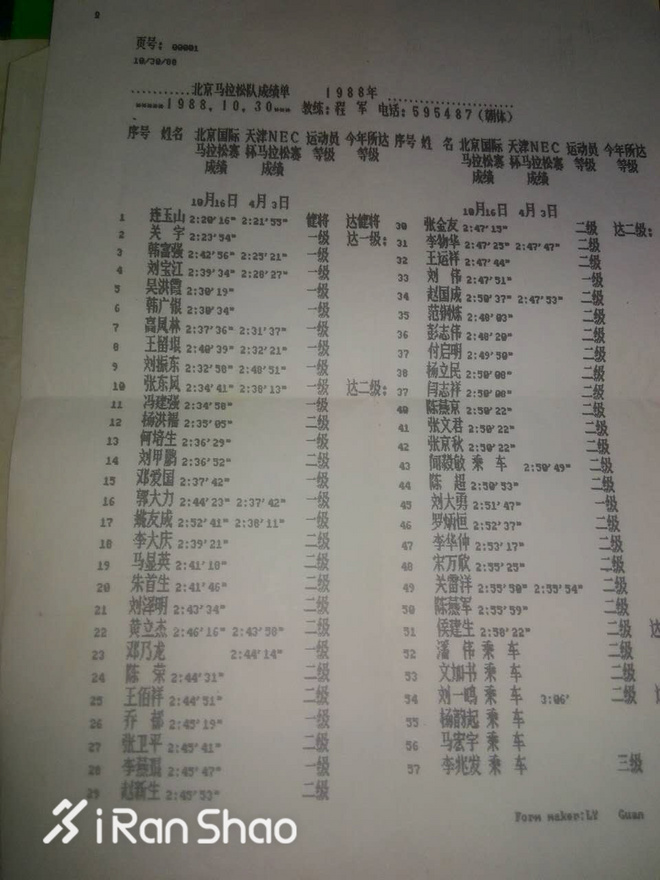 页号: 00001
10/30/88
北京马拉松队成绩单 1988年
1988.10.30 教练:程 军 电话:595487(朝体)
序号 姓名 北京国际马拉松赛成绩 天津NEC杯马拉松赛成绩 运动员等级 今年所达等级 序号 姓 名 北京国际马拉松赛成绩 天津NEC杯马拉松赛成绩 运动员等级 今年所达等级
10月16日 4月3日 10月16日 4月3日
1 连玉山 2:20'16" 2:21'55" 健将 达健将
2 关 宇 2:23'54" 一级 达一级;
3 韩富强 2:42'56" 2:25'21" 一级
4 刘宝江 2:39'34" 2:28'27" 一级
5 吴洪霞 2:30'19" 一级
6 韩广银 2:30'34" 一级
7 高凤林 2:37'36" 2:31'37" 一级
8 王留琨 2:40'39" 2:32'21" 一级
9 刘振东 2:32'58" 2:48'51" 一级
10 张东风 2:34'41" 2:38'13" 一级 达二级;
11 冯建强 2:34'58" 一级
12 杨洪福 2:35'05" 二级
13 何培生 2:36'29" 一级
14 刘甲鹏 2:36'52" 二级
15 邓爱国 2:37'42" 一级
16 郭大力 2:44'23" 2:37'42" 一级
17 友成 2:52'41" 2:38'11" 一级
18 李大庆 2:39'21" 二级
19 马显英 2:41'18" 二级
20 朱首生 2:41'46" 二级
21 刘泽明 2:43'34" 二级
22 黄立杰 2:46'16" 2:43'58" 二级
23 邓乃龙 2:44'14" 一级
24 陈 荣 2:44'31" 二级
25 王佰祥 2:44'51" 二级
26 乔 2:45'19" 一级
27 张卫平 2:45'41" 二级
28 李燕 2:45'47" 一级
29 赵新生 2:45'53" 二级
30 张金友 2:47'15" 二级 达二级:
31 李物华 2:47'25" 2:47'47" 二级
32 王运祥 2:47'44" 二级
33 刘 伟 2:47'51" 一级
34 赵国成 2:50'37" 2:47'53" 二级
35 范钢炼 2:48'03" 二级
36 彭志伟 2:48'20" 二级
37 付启明 2:49'50" 二级
38 杨立民 2:50'08" 二级
37 闫志祥 2:50'08" 二级
40 陈燕京 2:50'22" 二级
41 张文君 2:50'22" 二级
42 张京秋 2:50'22" 二级
43 闻毅敏 乘 车 2:50'49" 二级
44 陈 超 2:50'53" 二级
45 刘大勇 2:51'47" 一级
46 罗炳恒 2:52'37" 二级
47 李华仲 2:53'17" 二级
48 宋万欣 2:55'25" 二级
49 关雷洋 2:55'50" 2:55'54" 二级
50 陈燕军 2:55'59" 二级
51 侯建生 2:58'22" 二级 达
52 潘 伟 乘 车 二级
53 文加书 乘 车 二级
54 刘一鸣 乘 车 3:06' 二级 达
55 杨韵起 乘 车
56 马宏宇 乘 车
57 李兆发 乘 车 三级
Form maker:LY Guan
iRanShao